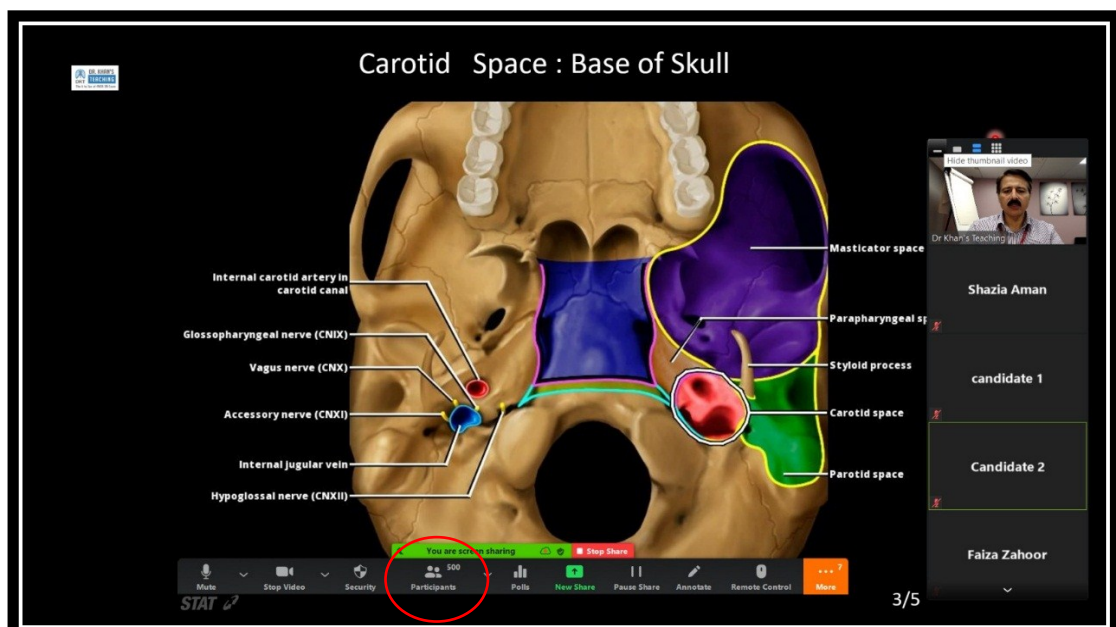 Carotid Space : Base of Skull
DR. KHAN'S
TEACHING
Hide thumbnail video
Dr Khan's Teaching
Masticator space
Internal carotid artery in
carotid canal
Shazia Aman
Parapharyngeal sp
Glossopharyngeal nerve (CNIX)
Vagus nerve (CNX)
Styloid process
candidate 1
Accessory nerve (CNXI)
Carotid space
Internal jugular vein
Parotid space
Candidate 2
Hypoglossal nerve (CNXII)
Faiza Zahoor
You are screen sharing
Stop Share
Mute
Stop Video
Security
Participants
500
Polls
New Share
Pause Share
Annotate
Remote Control
More
7
STAT
3/5